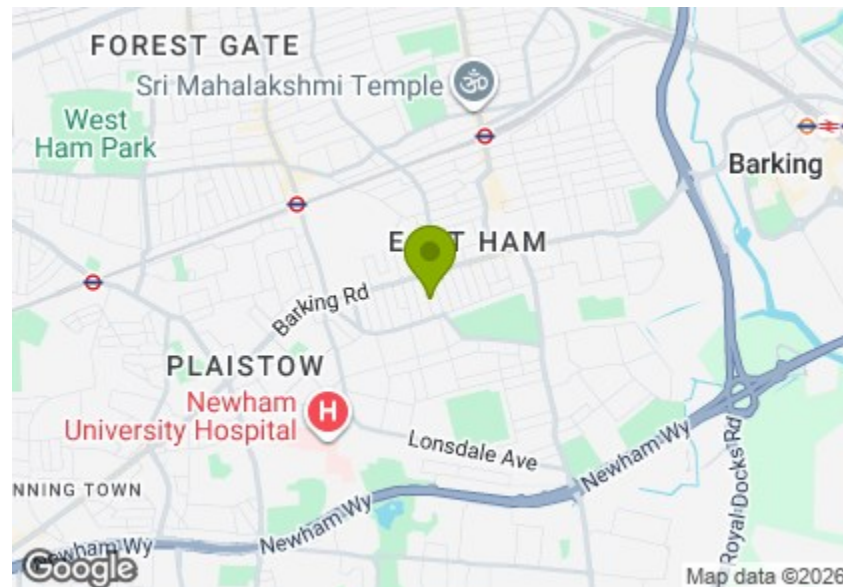 FOREST GATE
Sri Mahalakshmi Temple
West
Ham Park
Barking
E T HAM
Barking Rd
PLAISTOW
Newham
University Hospital
H
Lonsdale Ave
Newham Wy
NNING TOWN
Newham Wy
Newham Wy
Royal Docks Rd
Google
Map data ©2026